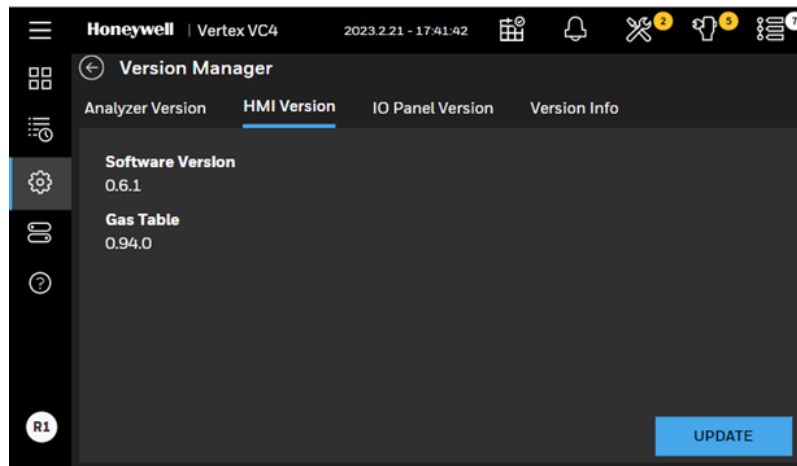 Honeywell | Vertex VC4 2023.2.21 - 17:41:42 2 5 7
Version Manager
Analyzer Version HMI Version IO Panel Version Version Info
Software Version
0.6.1
Gas Table
0.94.0
?
R1 UPDATE